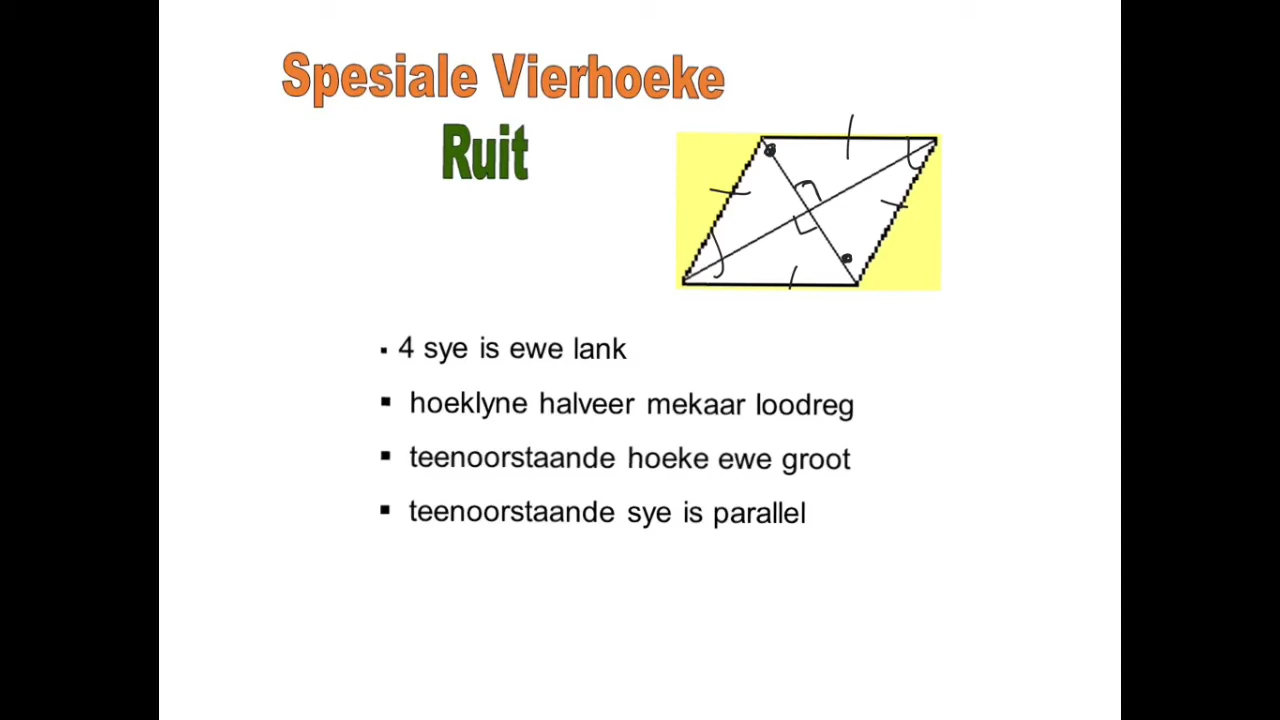 Spesiale Vierhoeke
Ruit
▪ 4 sye is ewe lank
▪ hoeklyne halveer mekaar loodreg
▪ teenoorstaande hoeke ewe groot
▪ teenoorstaande sye is parallel